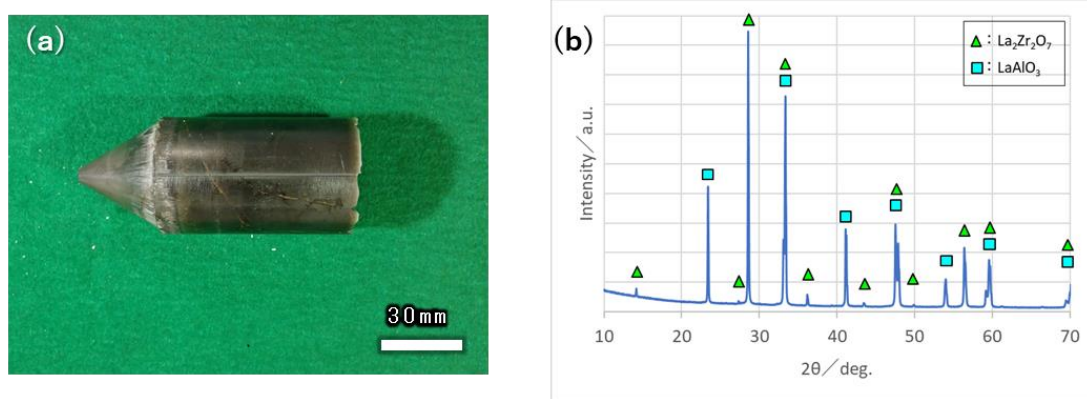 (a)
30mm
(b)
▲：La₂Zr₂O₇
■：LaAlO₃
Intensity／a.u.
10 20 30 40 50 60 70
2θ／deg.